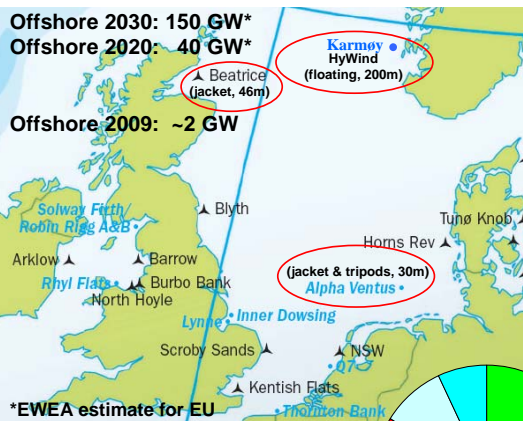 Offshore 2030: 150 GW*
Offshore 2020: 40 GW*
Karmøy
HyWind
(floating, 200m)
Beatrice
(jacket, 46m)
Offshore 2009: ~2 GW
Solway Firth/
Robin Rigg A&B
Blyth
Tunø Knob
Horns Rev
Arklow
Barrow
(jacket & tripods, 30m)
Rhyl Flats
Burbo Bank
Alpha Ventus
North Hoyle
Lynne
Inner Dowsing
Scroby Sands
NSW
Q7
Kentish Flats
*EWEA estimate for EU
Thornton Bank